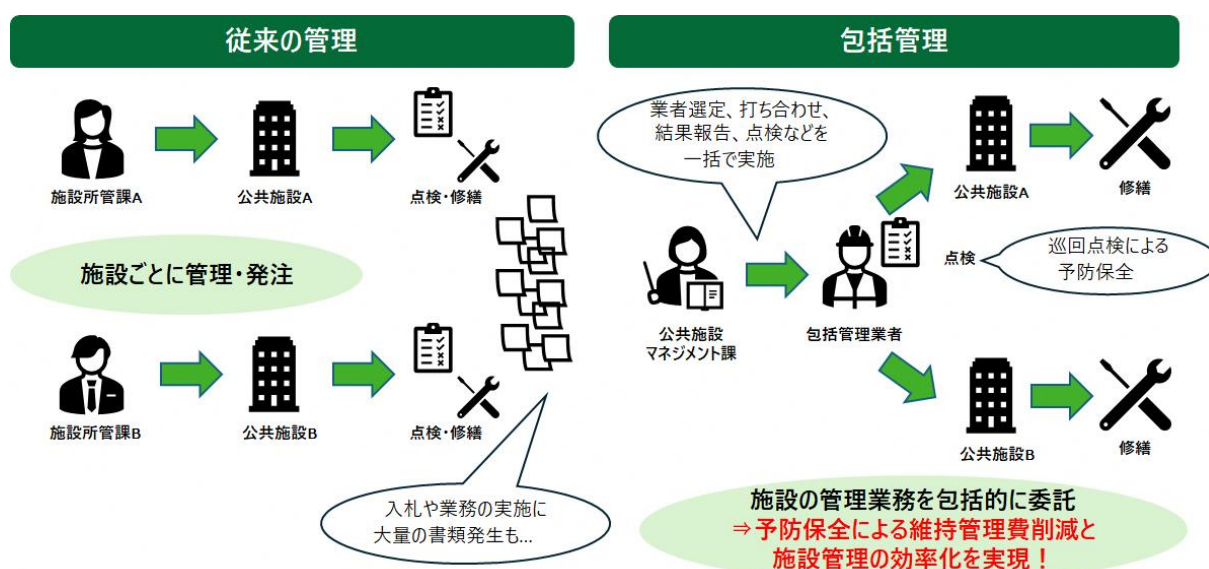 従来の管理
施設所管課A
公共施設A
点検・修繕
施設ごとに管理・発注
施設所管課B
公共施設B
点検・修繕
入札や業務の実施に
大量の書類発生も...
包括管理
業者選定、打ち合わせ、
結果報告、点検などを
一括で実施
公共施設
マネジメント課
包括管理業者
点検
巡回点検による
予防保全
公共施設A
修繕
公共施設B
修繕
施設の管理業務を包括的に委託
⇒予防保全による維持管理費削減と
施設管理の効率化を実現！